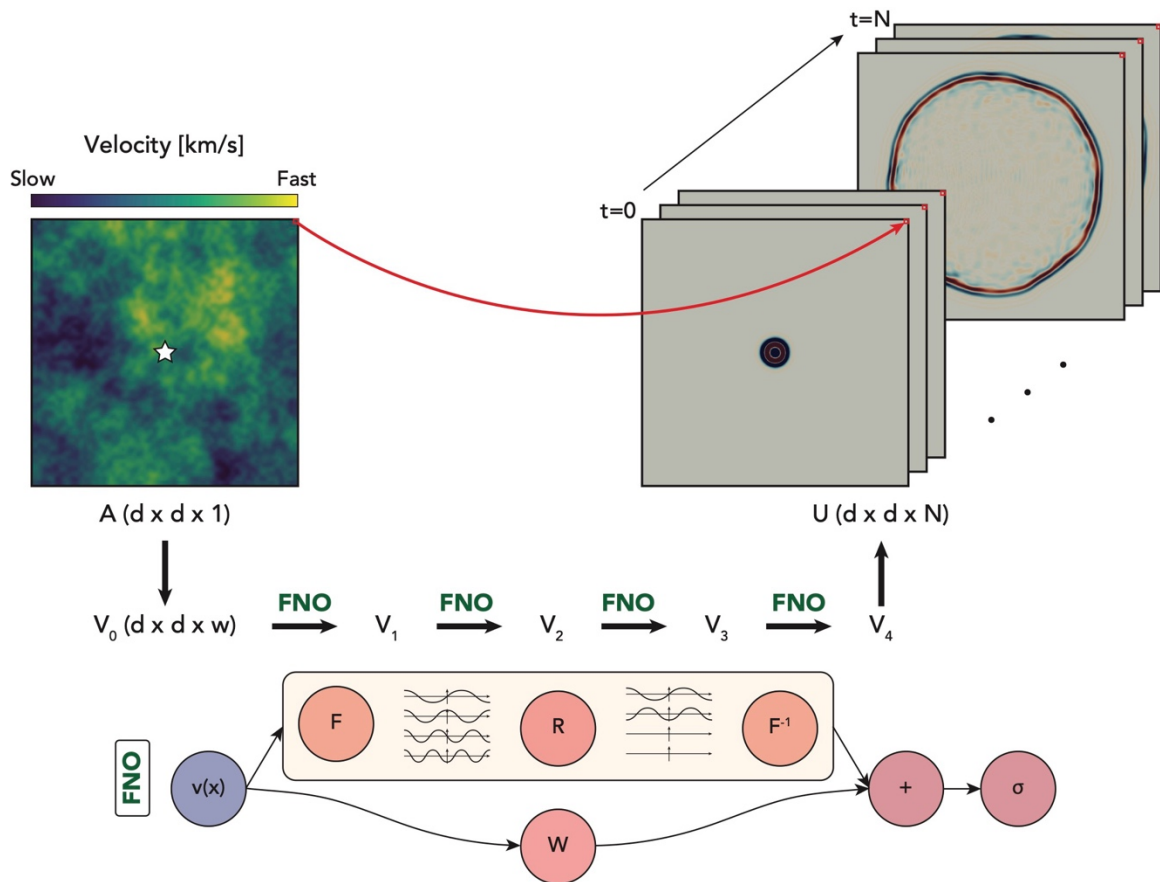 t=N
Velocity [km/s]
Slow Fast
t=0
A (d x d x 1)
U (d x d x N)
FNO FNO FNO FNO
V₀ (d x d x w) V₁ V₂ V₃ V₄
F R F⁻¹
FNO
v(x) + σ
W